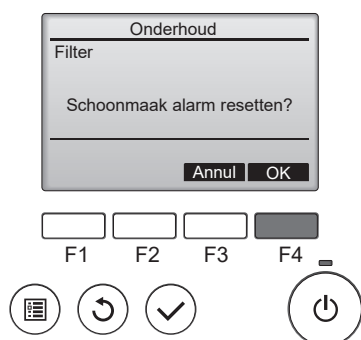 Onderhoud
Filter
Schoonmaak alarm resetten?
Annul OK
F1 F2 F3 F4